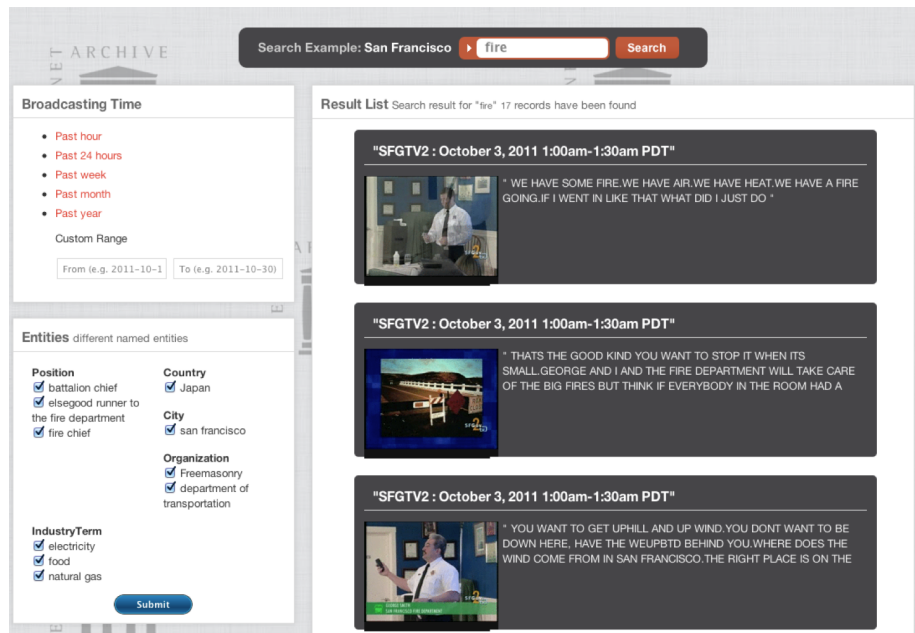 ARCHIVE
Search Example: San Francisco
fire
Search
Broadcasting Time
Past hour
Past 24 hours
Past week
Past month
Past year
Custom Range
From (e.g. 2011-10-1
To (e.g. 2011-10-30)
Entities different named entities
Position
battalion chief
elsegood runner to
the fire department
fire chief
Country
Japan
City
san francisco
Organization
Freemasonry
department of
transportation
IndustryTerm
electricity
food
natural gas
Submit
Result List Search result for "fire" 17 records have been found
"SFGTV2 : October 3, 2011 1:00am-1:30am PDT"
" WE HAVE SOME FIRE.WE HAVE AIR.WE HAVE HEAT.WE HAVE A FIRE
GOING.IF I WENT IN LIKE THAT WHAT DID I JUST DO "
"SFGTV2 : October 3, 2011 1:00am-1:30am PDT"
" THATS THE GOOD KIND YOU WANT TO STOP IT WHEN ITS
SMALL.GEORGE AND I AND THE FIRE DEPARTMENT WILL TAKE CARE
OF THE BIG FIRES BUT THINK IF EVERYBODY IN THE ROOM HAD A
"SFGTV2 : October 3, 2011 1:00am-1:30am PDT"
" YOU WANT TO GET UPHILL AND UP WIND.YOU DONT WANT TO BE
DOWN HERE, HAVE THE WEUPBTD BEHIND YOU.WHERE DOES THE
WIND COME FROM IN SAN FRANCISCO.THE RIGHT PLACE IS ON THE